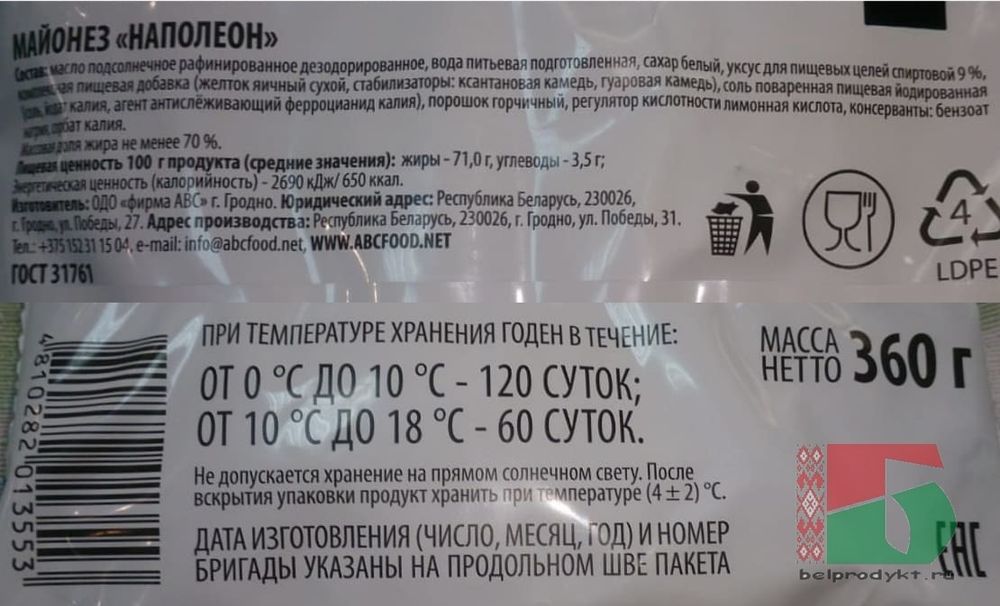 МАЙОНЕЗ «НАПОЛЕОН»
Состав: масло подсолнечное рафинированное дезодорированное, вода питьевая подготовленная, сахар белый, уксус для пищевых целей спиртовой 9 %,
комплексная пищевая добавка (желток яичный сухой, стабилизаторы: ксантановая камедь, гуаровая камедь), соль поваренная пищевая йодированная
(соль, йодат калия, агент антислёживающий ферроцианид калия), порошок горчичный, регулятор кислотности лимонная кислота, консерванты: бензоат
натрия, сорбат калия.
Массовая доля жира не менее 70 %.
Пищевая ценность 100 г продукта (средние значения): жиры - 71,0 г, углеводы - 3,5 г;
Энергетическая ценность (калорийность) - 2690 кДж/ 650 ккал.
Изготовитель: ОДО «фирма АВС» г. Гродно. Юридический адрес: Республика Беларусь, 230026,
г. Гродно, ул. Победы, 27. Адрес производства: Республика Беларусь, 230026, г. Гродно, ул. Победы, 31.
Тел.: +375 152 31 15 04, e-mail: info@abcfood.net, WWW.ABCFOOD.NET
ГОСТ 31761
4
LDPE
ПРИ ТЕМПЕРАТУРЕ ХРАНЕНИЯ ГОДЕН В ТЕЧЕНИЕ:
ОТ 0 °С ДО 10 °С - 120 СУТОК;
ОТ 10 °С ДО 18 °С - 60 СУТОК.
Не допускается хранение на прямом солнечном свету. После
вскрытия упаковки продукт хранить при температуре (4 ± 2) °С.
ДАТА ИЗГОТОВЛЕНИЯ (ЧИСЛО, МЕСЯЦ, ГОД) И НОМЕР
БРИГАДЫ УКАЗАНЫ НА ПРОДОЛЬНОМ ШВЕ ПАКЕТА
МАССА
НЕТТО 360 г
4810282013553
ЕАС
belprodykt.ru